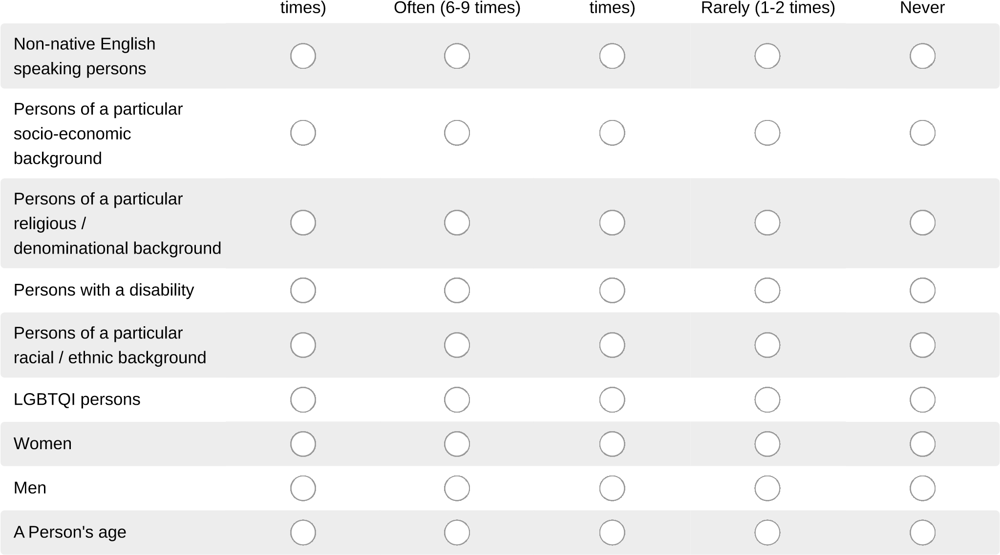 times) Often (6-9 times) times) Rarely (1-2 times) Never
Non-native English
speaking persons
Persons of a particular
socio-economic
background
Persons of a particular
religious /
denominational background
Persons with a disability
Persons of a particular
racial / ethnic background
LGBTQI persons
Women
Men
A Person's age